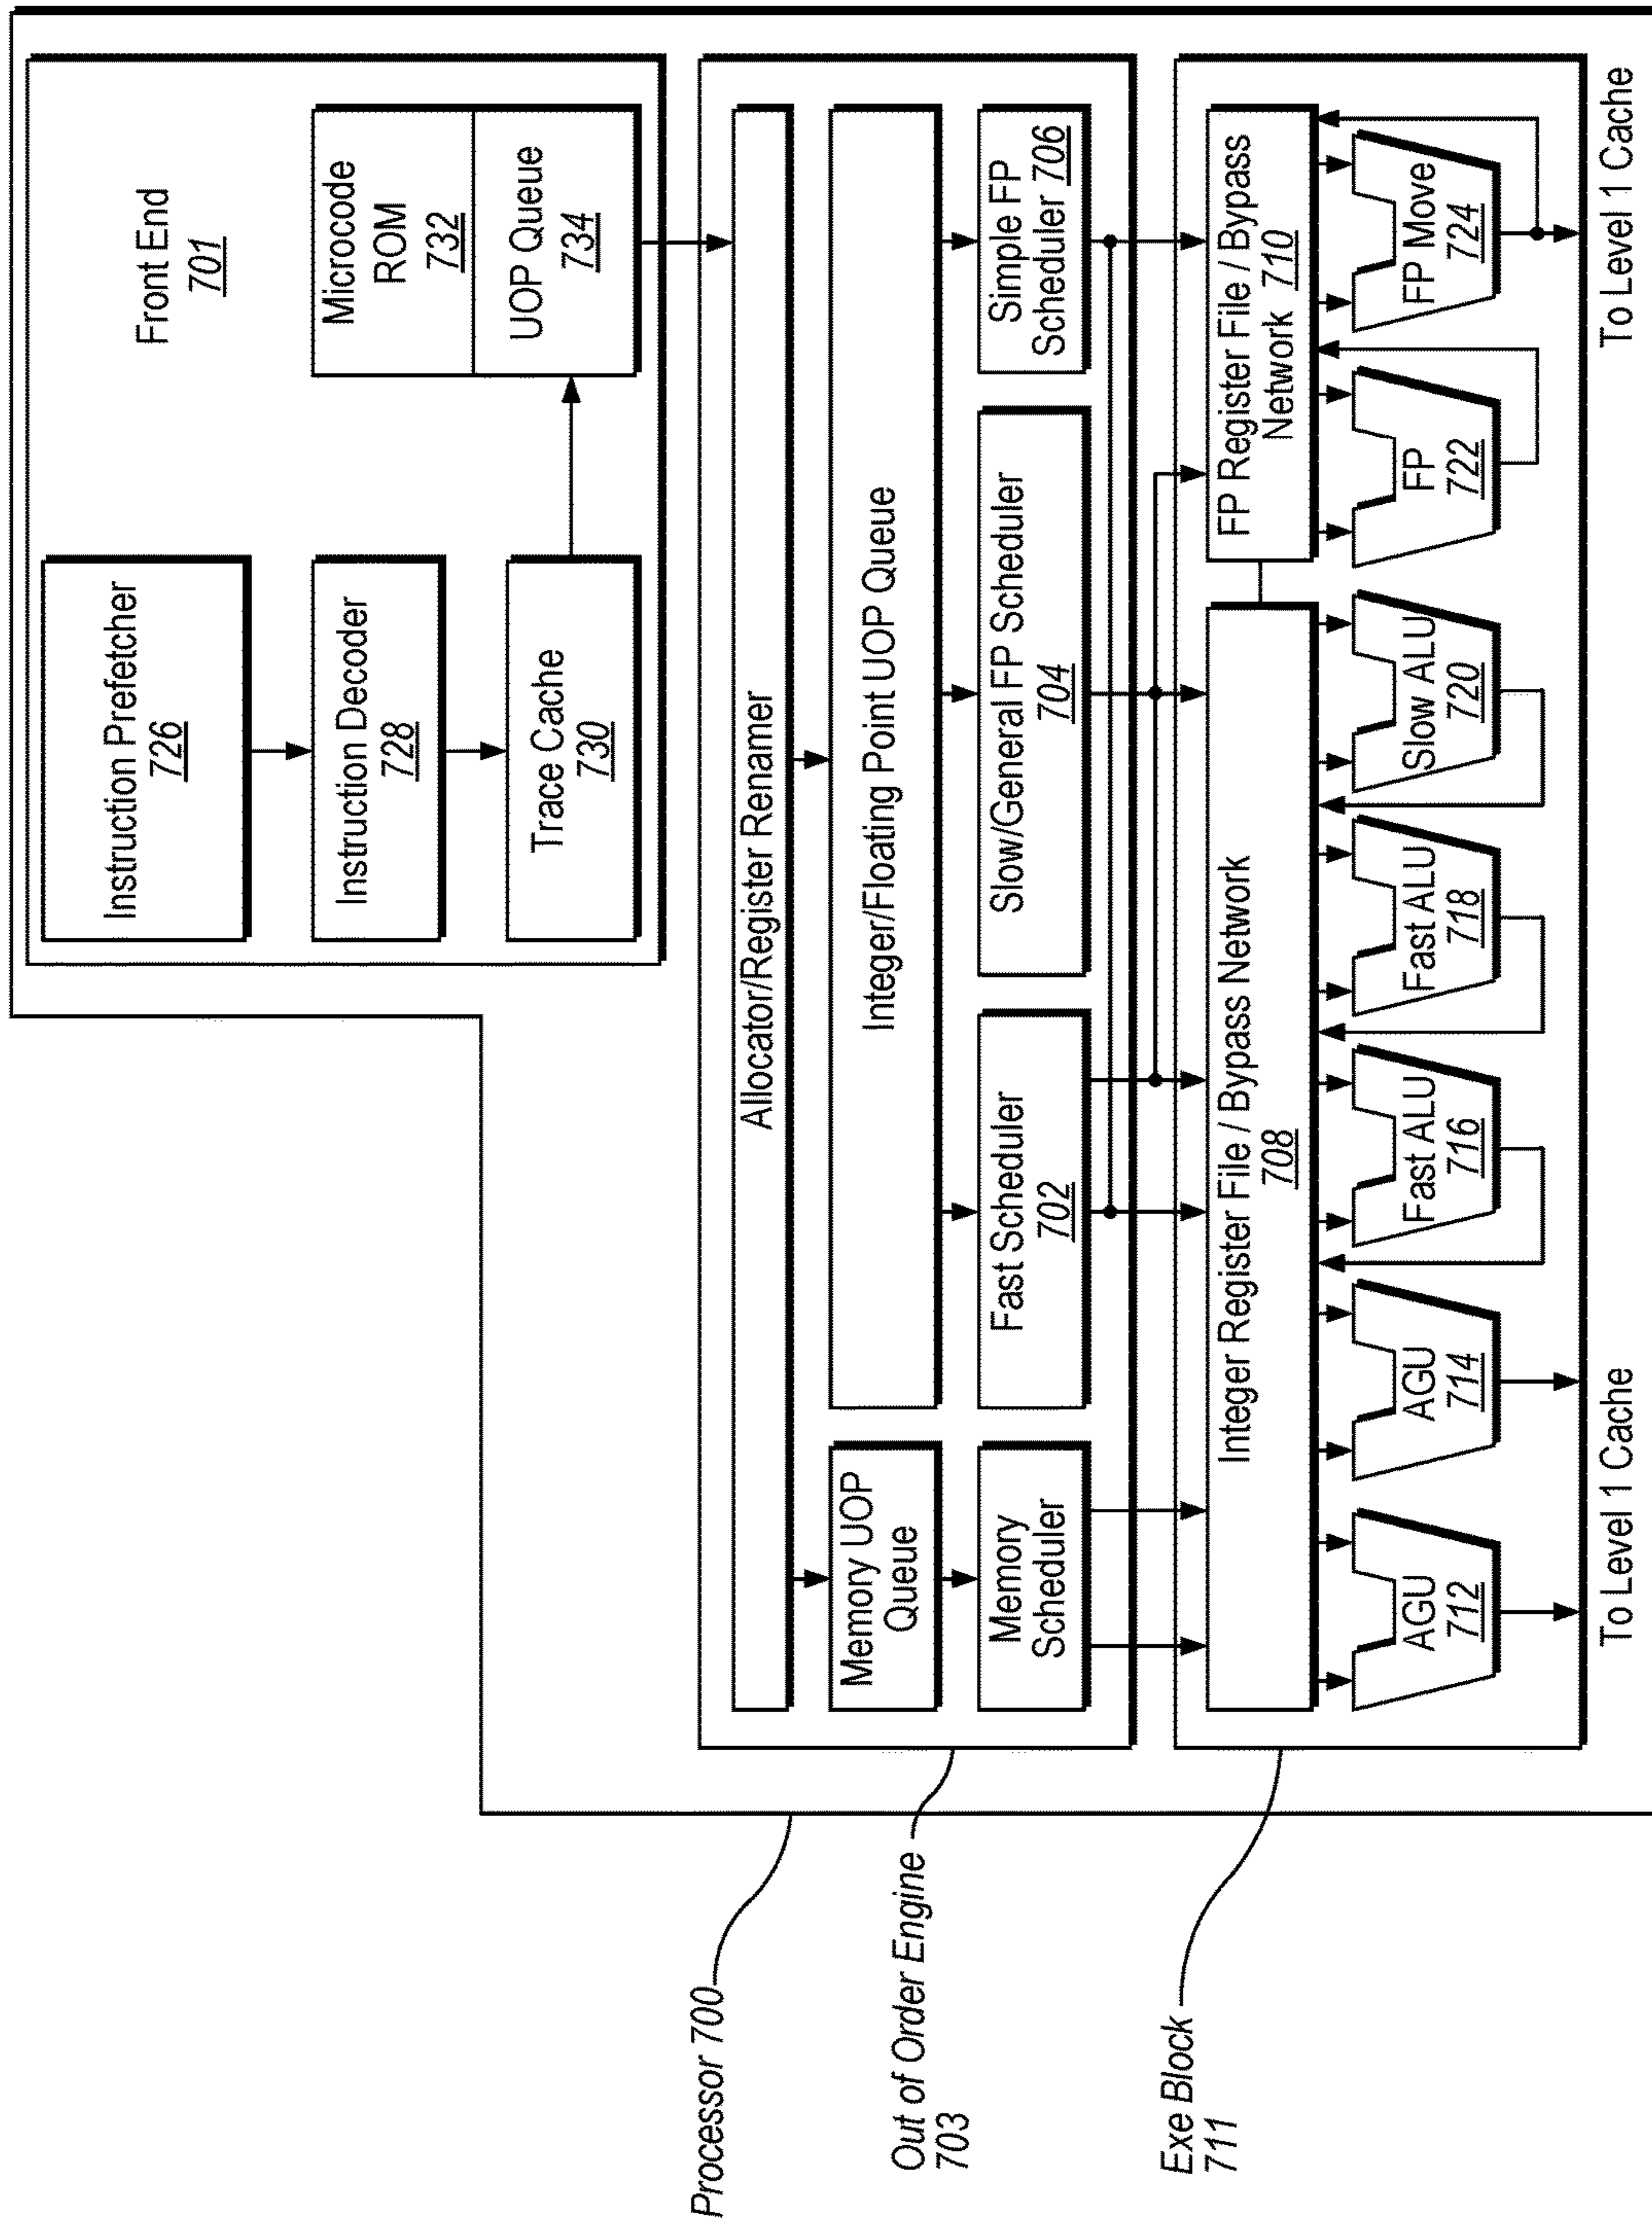 Front End
701
Instruction Prefetcher
726
Instruction Decoder
728
Trace Cache
730
Microcode
ROM
732
UOP Queue
734
Processor 700
Out of Order Engine
703
Allocator/Register Renamer
Memory UOP
Queue
Integer/Floating Point UOP Queue
Memory
Scheduler
Fast Scheduler
702
Slow/General FP Scheduler
704
Simple FP
Scheduler 706
Exe Block
711
Integer Register File / Bypass Network
708
FP Register File / Bypass
Network 710
AGU
712
AGU
714
Fast ALU
716
Fast ALU
718
Slow ALU
720
FP
722
FP Move
724
To Level 1 Cache
To Level 1 Cache